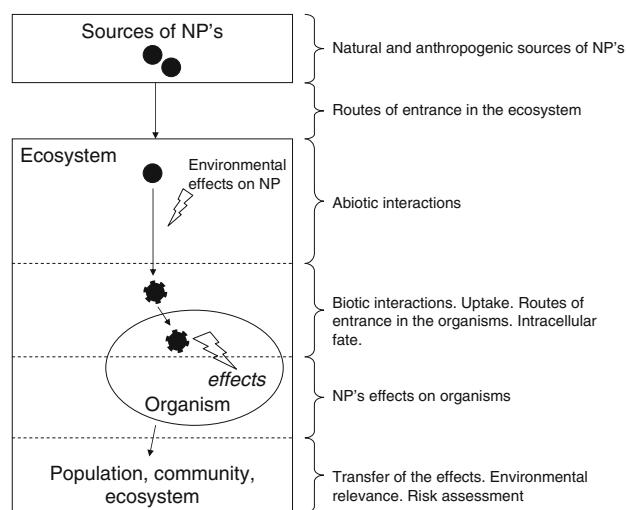 Sources of NP's
Natural and anthropogenic sources of NP's
Routes of entrance in the ecosystem
Ecosystem
Environmental
effects on NP
Abiotic interactions
Biotic interactions. Uptake. Routes of
entrance in the organisms. Intracellular
fate.
effects
Organism
NP's effects on organisms
Population, community,
ecosystem
Transfer of the effects. Environmental
relevance. Risk assessment